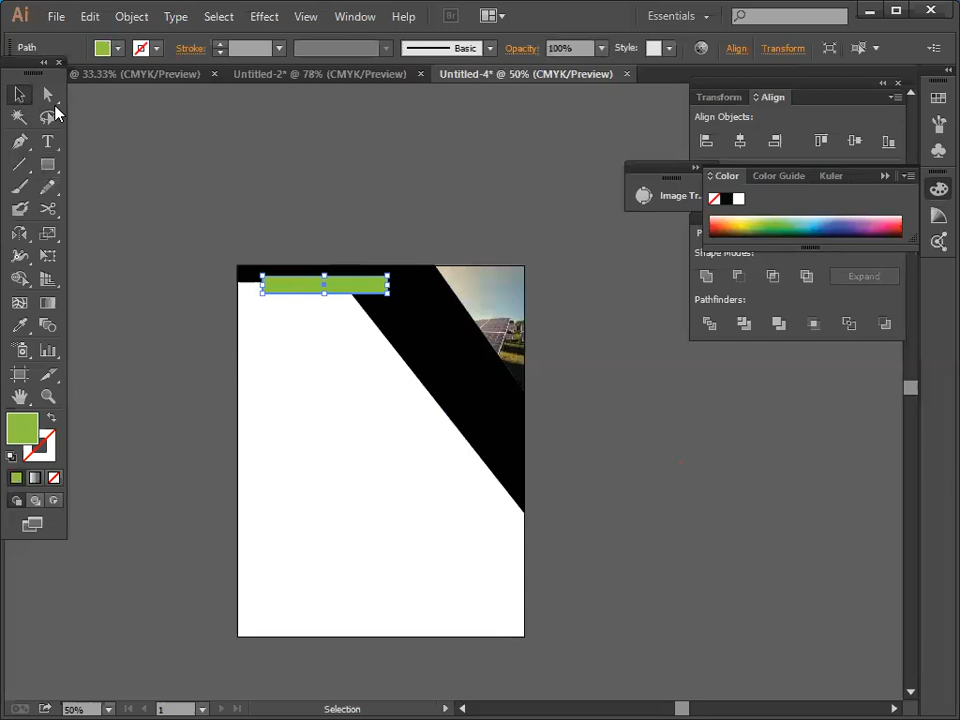 Ai File Edit Object Type Select Effect View Window Help Br Essentials
Path Stroke: Basic Opacity: 100% Style: Align Transform
@ 33.33% (CMYK/Preview) × Untitled-2* @ 78% (CMYK/Preview) × Untitled-4* @ 50% (CMYK/Preview) ×
Transform Align
Align Objects:
Color Color Guide Kuler
Image Tr
Shape Modes:
Expand
Pathfinders:
T
50% 1 Selection